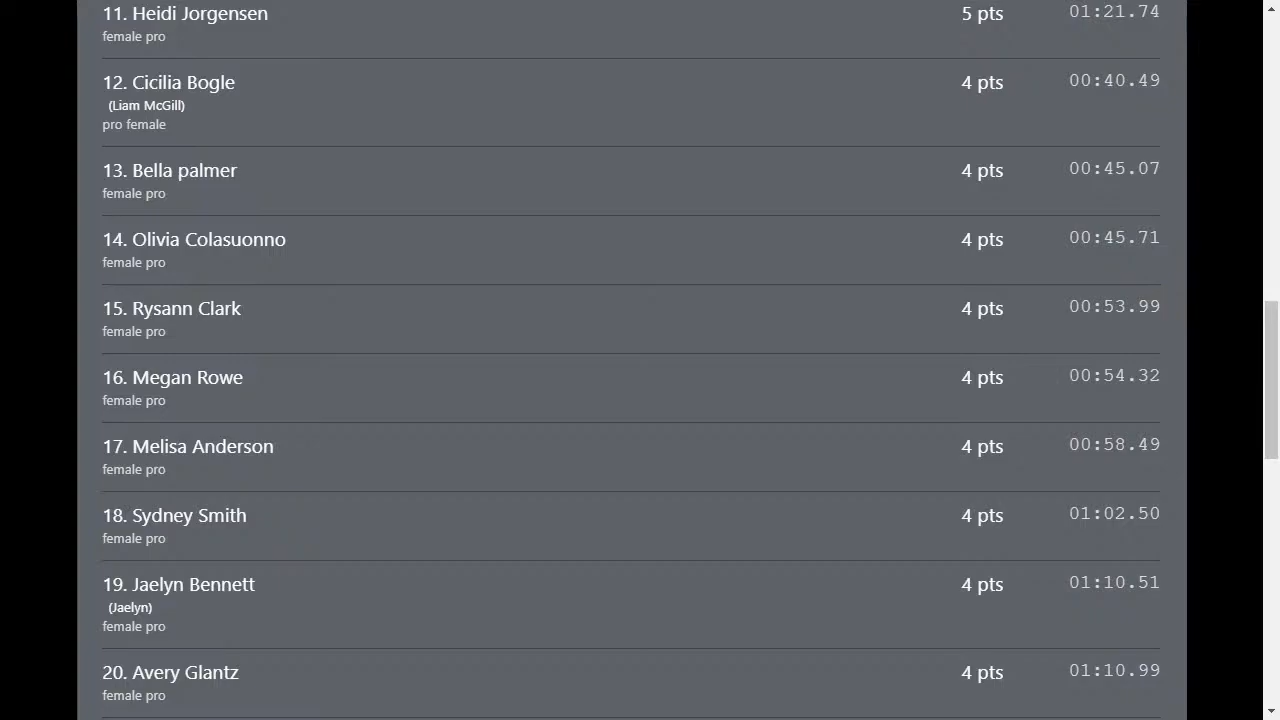 11. Heidi Jorgensen 5 pts 01:21.74
female pro
12. Cicilia Bogle 4 pts 00:40.49
(Liam McGill)
pro female
13. Bella palmer 4 pts 00:45.07
female pro
14. Olivia Colasuonno 4 pts 00:45.71
female pro
15. Rysann Clark 4 pts 00:53.99
female pro
16. Megan Rowe 4 pts 00:54.32
female pro
17. Melisa Anderson 4 pts 00:58.49
female pro
18. Sydney Smith 4 pts 01:02.50
female pro
19. Jaelyn Bennett 4 pts 01:10.51
(Jaelyn)
female pro
20. Avery Glantz 4 pts 01:10.99
female pro